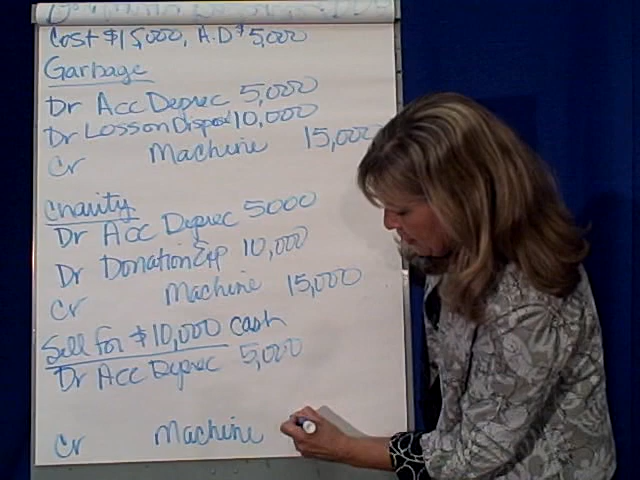 Cost $15,000, A.D $5,000
Garbage
Dr Acc Deprec 5,000
Dr Loss on Disposal 10,000
Cr Machine 15,000
Charity
Dr Acc Deprec 5000
Dr Donation Exp 10,000
Cr Machine 15,000
Sell for $10,000 cash
Dr Acc Deprec 5,000
Cr Machine